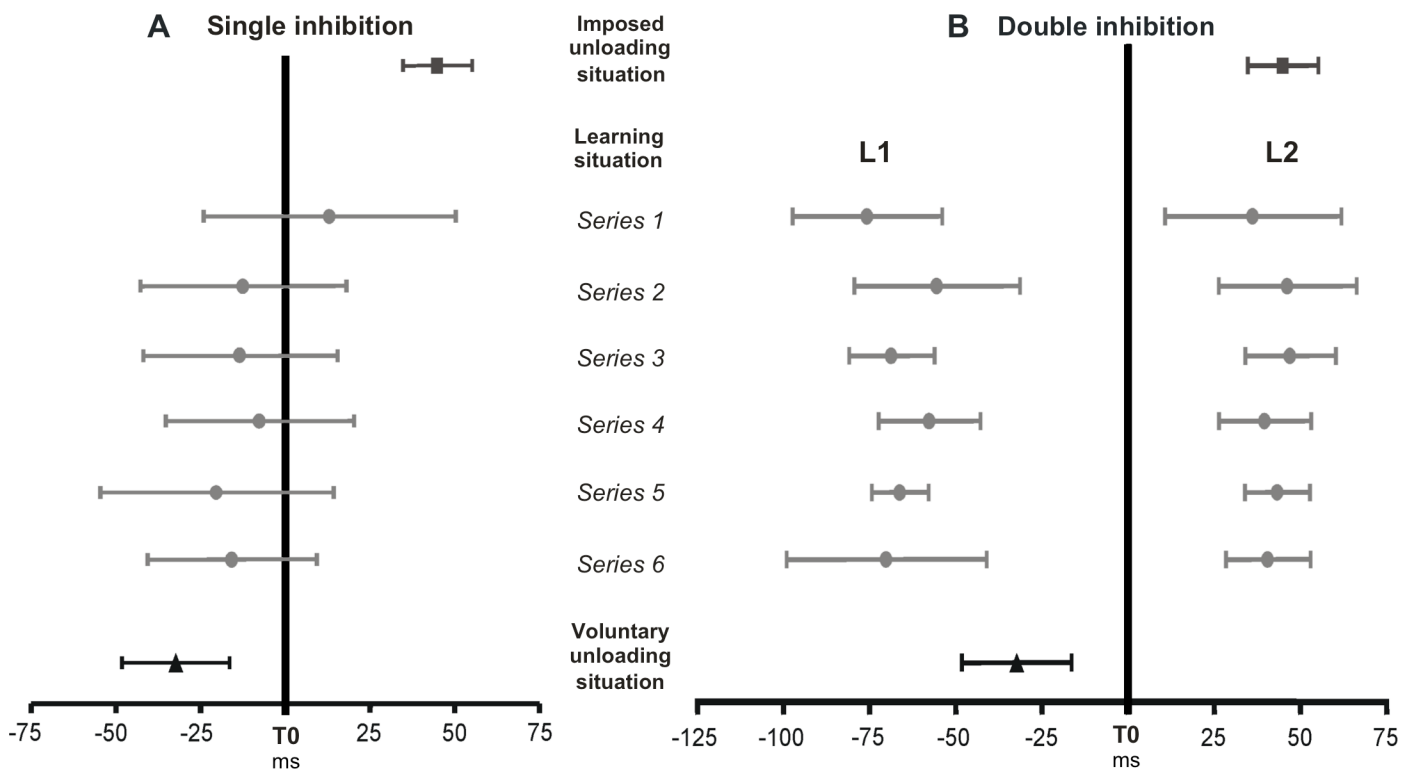 A Single inhibition
Imposed
unloading
situation
B Double inhibition
Learning
situation
L1
L2
Series 1
Series 2
Series 3
Series 4
Series 5
Series 6
Voluntary
unloading
situation
-75 -50 -25 T0 25 50 75
ms
-125 -100 -75 -50 -25 T0 25 50 75
ms